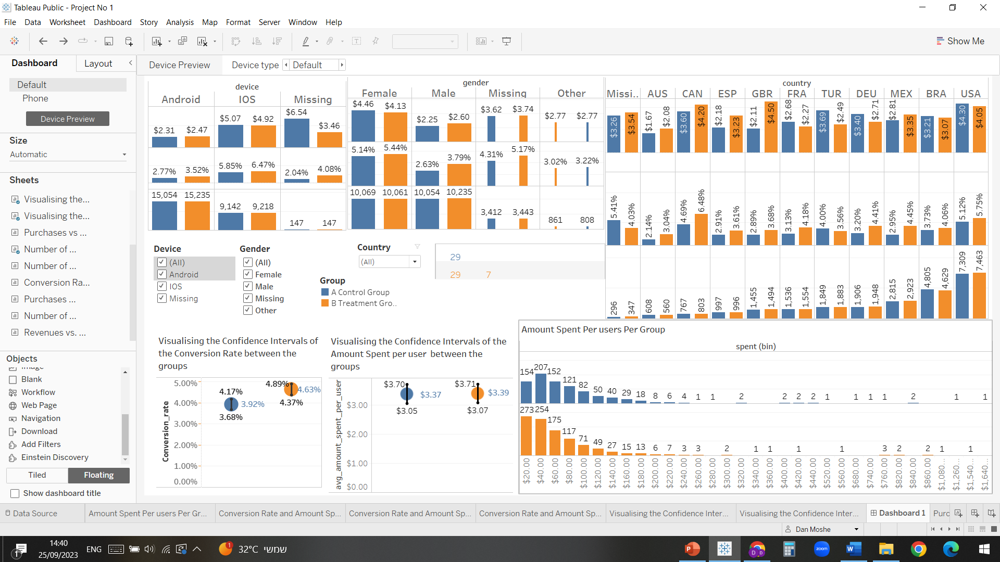 Tableau Public - Project No 1
File Data Worksheet Dashboard Story Analysis Map Format Server Window Help
Show Me
Dashboard Layout
Device Preview Device type Default
Default
Phone
Device Preview
Size
Automatic
Sheets
Visualising the...
Visualising the...
Purchases vs ...
Number of ...
Number of ...
Conversion Ra...
Purchases ...
Number of ...
Revenues vs. ...
Objects
Image
Blank
Workflow
Web Page
Navigation
Download
Add Filters
Einstein Discovery
Tiled Floating
Show dashboard title
device
Android IOS Missing
$2.31 $2.47 $5.07 $4.92 $6.54 $3.46
2.77% 3.52% 5.85% 6.47% 2.04% 4.08%
15,054 15,235 9,142 9,218 147 147
gender
Female Male Missing Other
$4.46 $4.13 $2.25 $2.60 $3.62 $3.74 $2.77 $2.77
5.14% 5.44% 2.63% 3.79% 4.31% 5.17% 3.02% 3.22%
10,069 10,061 10,054 10,235 3,412 3,443 861 808
country
Missi.. AUS CAN ESP GBR FRA TUR DEU MEX BRA USA
$3.26 $3.54 $1.67 $2.08 $3.60 $4.20 $2.18 $3.23 $2.11 $4.50 $2.68 $2.27 $3.69 $2.49 $3.40 $2.71 $2.81 $3.35 $3.21 $3.07 $4.30 $4.05
5.41% 4.03% 2.14% 3.04% 4.69% 6.48% 2.91% 3.61% 2.89% 3.68% 3.13% 4.18% 4.00% 3.56% 3.20% 4.41% 2.95% 4.45% 3.73% 4.06% 5.12% 5.75%
296 347 608 560 767 803 997 996 1,455 1,494 1,536 1,554 1,849 1,883 1,906 1,948 2,815 2,923 4,805 4,629 7,309 7,463
Device
(All)
Android
IOS
Missing
Gender
(All)
Female
Male
Missing
Other
Country
(All)
Group
A Control Group
B Treatment Gro..
29
29 7
Visualising the Confidence Intervals of
the Conversion Rate between the
groups
Conversion_rate
5.00%
4.00%
3.00%
2.00%
1.00%
0.00%
4.17%
3.92%
3.68%
4.89%
4.63%
4.37%
Visualising the Confidence Intervals of the
Amount Spent per user between the
groups
avg_amount_spent_per_user
$3.00
$2.00
$1.00
$0.00
$3.70
$3.37
$3.05
$3.71
$3.39
$3.07
Amount Spent Per users Per Group
spent (bin)
154 207 152 121 82 50 40 29 18 8 6 4 1 1 2 2 2 2 1 1 1 1 2 1 1
273 254 175 117 71 49 27 15 13 6 7 3 3 2 1 1 1 1 3 2 2 1 1
$20.00 $40.00 $60.00 $80.00 $100.00 $120.00 $140.00 $160.00 $180.00 $200.00 $220.00 $240.00 $260.00 $280.00 $300.00 $320.00 $340.00 $360.00 $400.00 $420.00 $440.00 $520.00 $560.00 $680.00 $740.00 $760.00 $820.00 $840.00 $860.00 $1,080... $1,260... $1,540... $1,640...
Data Source Amount Spent Per users Per Gr... Conversion Rate and Amount Sp... Conversion Rate and Amount Sp... Conversion Rate and Amount Sp... Visualising the Confidence Inter... Visualising the Confidence Inter... Dashboard 1 Purc
Dan Moshe
1 14:40
25/09/2023
ENG
1 32°C שמשי
P D D zoom W